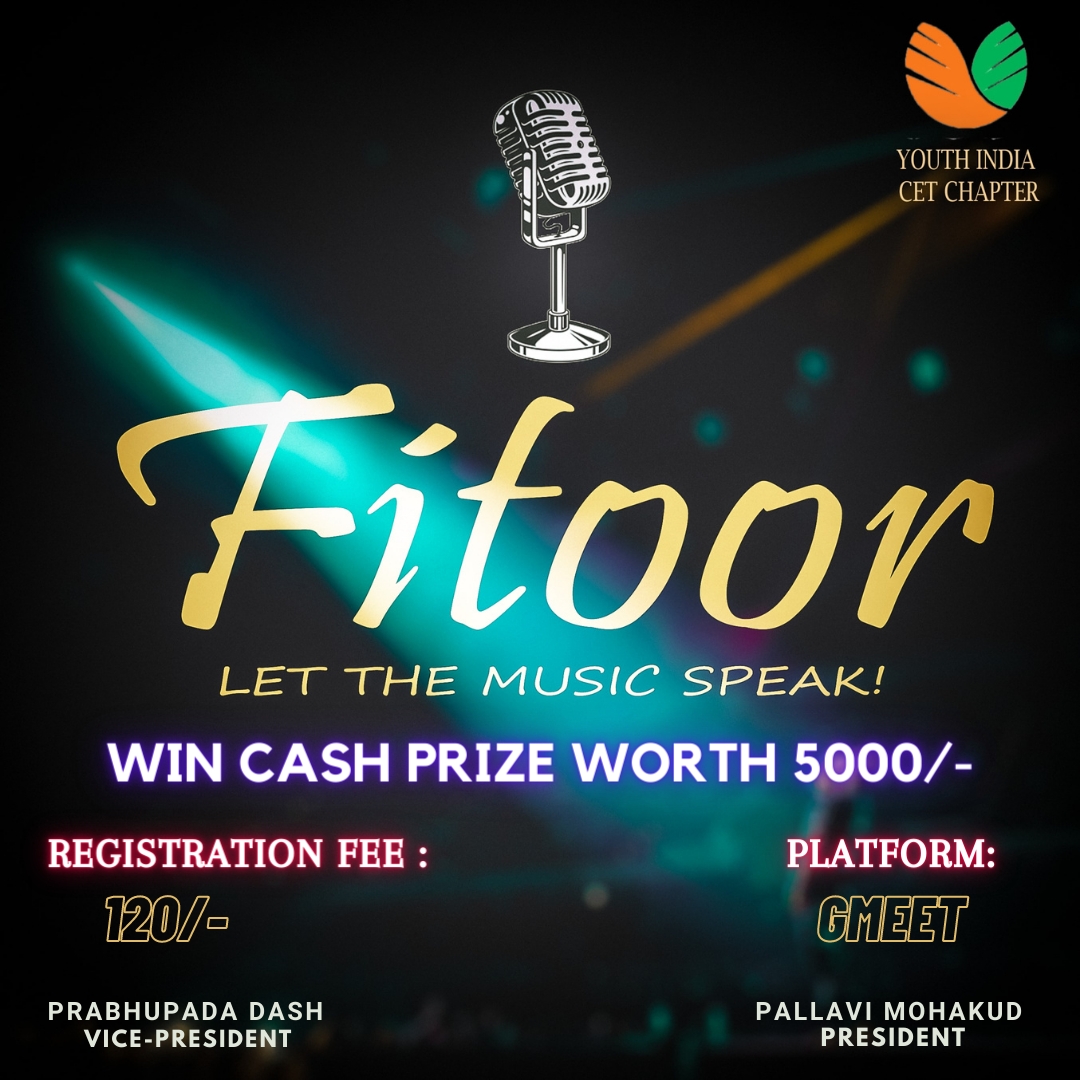 YOUTH INDIA
CET CHAPTER
Fitoor
LET THE MUSIC SPEAK!
WIN CASH PRIZE WORTH 5000/-
REGISTRATION FEE :
120/-
PLATFORM:
GMEET
PRABHUPADA DASH
VICE-PRESIDENT
PALLAVI MOHAKUD
PRESIDENT